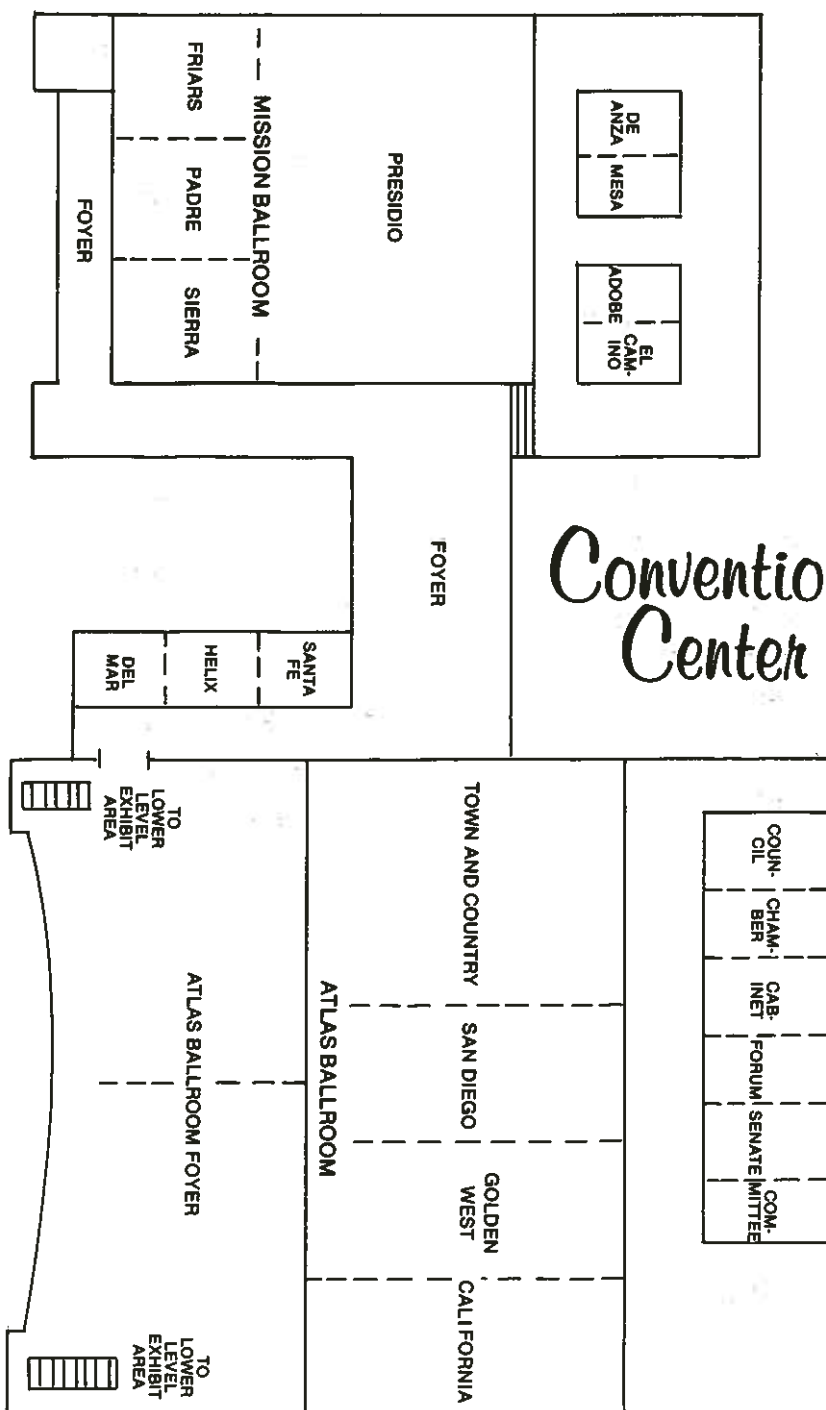 Conventio
Center
DE
ANZA
MESA
ADOBE
EL
CAM-
INO
PRESIDIO
MISSION BALLROOM
FRIARS
PADRE
SIERRA
FOYER
FOYER
SANTA
FE
HELIX
DEL
MAR
TO
LOWER
LEVEL
EXHIBIT
AREA
COUN-
CIL
CHAM-
BER
CAB-
INET
FORUM
SENATE
COM-
MITTEE
TOWN AND COUNTRY
SAN DIEGO
GOLDEN
WEST
CALIFORNIA
ATLAS BALLROOM
ATLAS BALLROOM FOYER
TO
LOWER
LEVEL
EXHIBIT
AREA